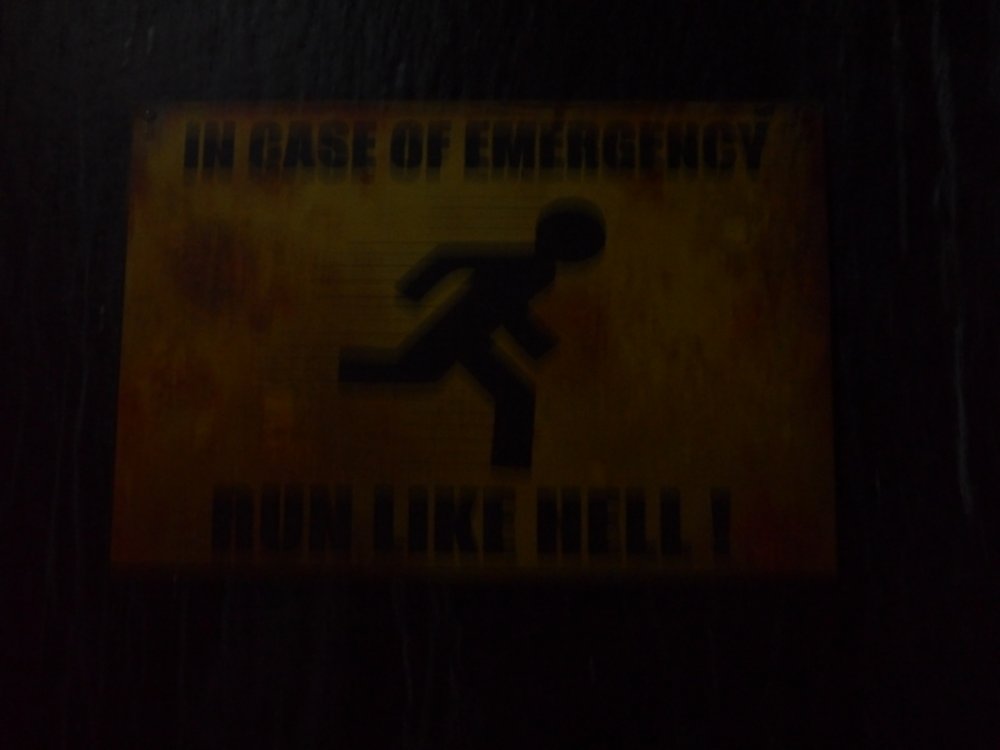 IN CASE OF EMERGENCY
RUN LIKE HELL !